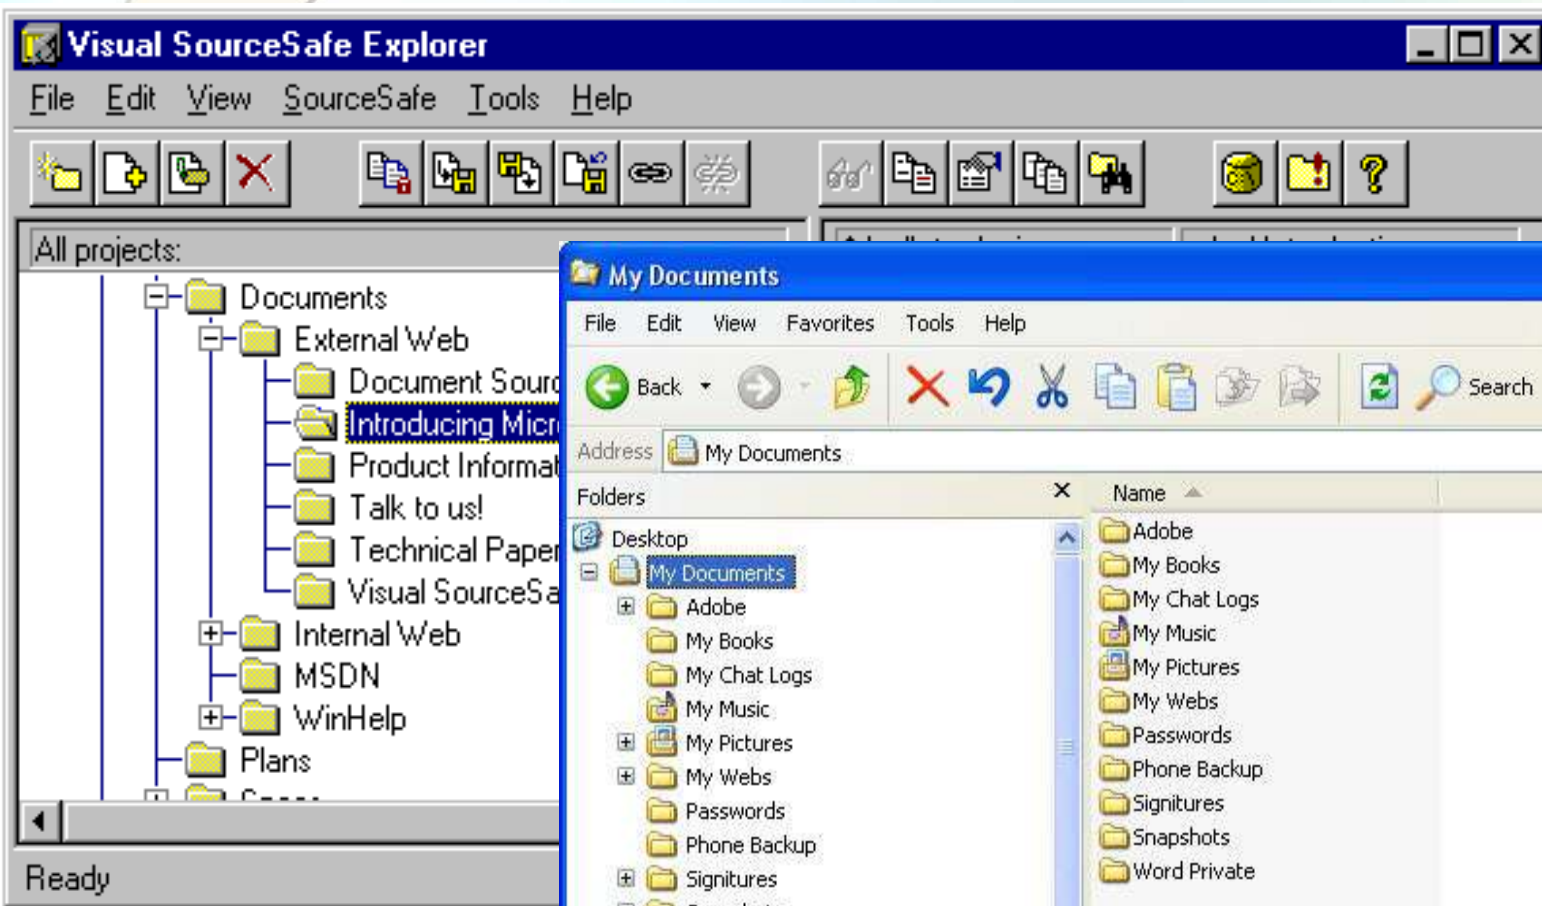 Visual SourceSafe Explorer
File Edit View SourceSafe Tools Help
All projects:
Documents
External Web
Document Sourc
Introducing Micr
Product Informat
Talk to us!
Technical Paper
Visual SourceSa
Internal Web
MSDN
WinHelp
Plans
Ready
My Documents
File Edit View Favorites Tools Help
Back Search
Address My Documents
Folders
Desktop
My Documents
Adobe
My Books
My Chat Logs
My Music
My Pictures
My Webs
Passwords
Phone Backup
Signitures
Name
Adobe
My Books
My Chat Logs
My Music
My Pictures
My Webs
Passwords
Phone Backup
Signitures
Snapshots
Word Private